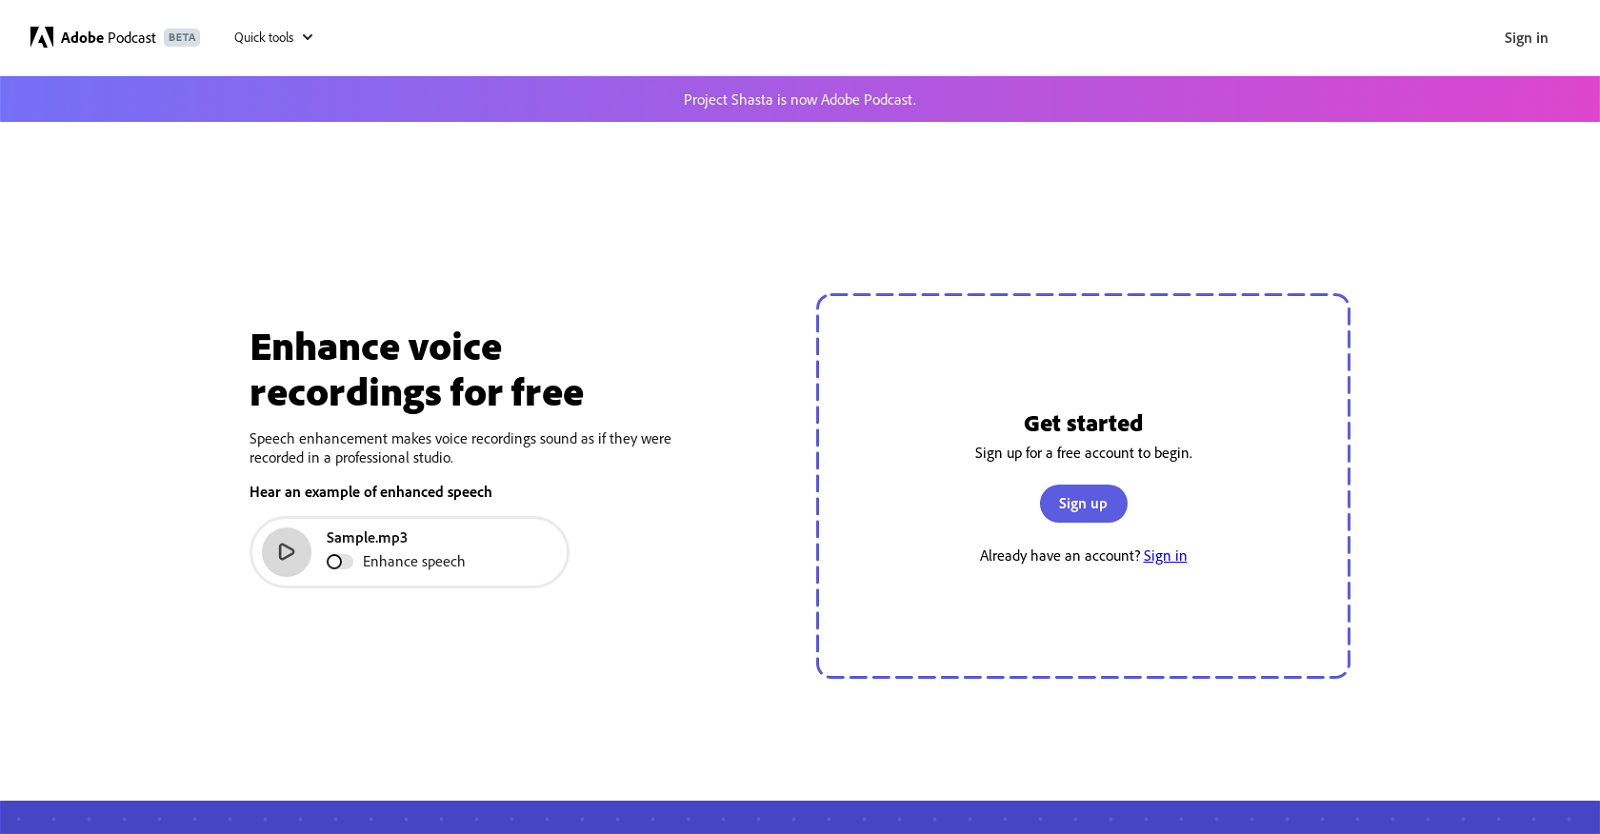 Adobe Podcast BETA
Quick tools
Sign in
Project Shasta is now Adobe Podcast.
Enhance voice
recordings for free
Speech enhancement makes voice recordings sound as if they were
recorded in a professional studio.
Hear an example of enhanced speech
Sample.mp3
Enhance speech
Get started
Sign up for a free account to begin.
Sign up
Already have an account? Sign in